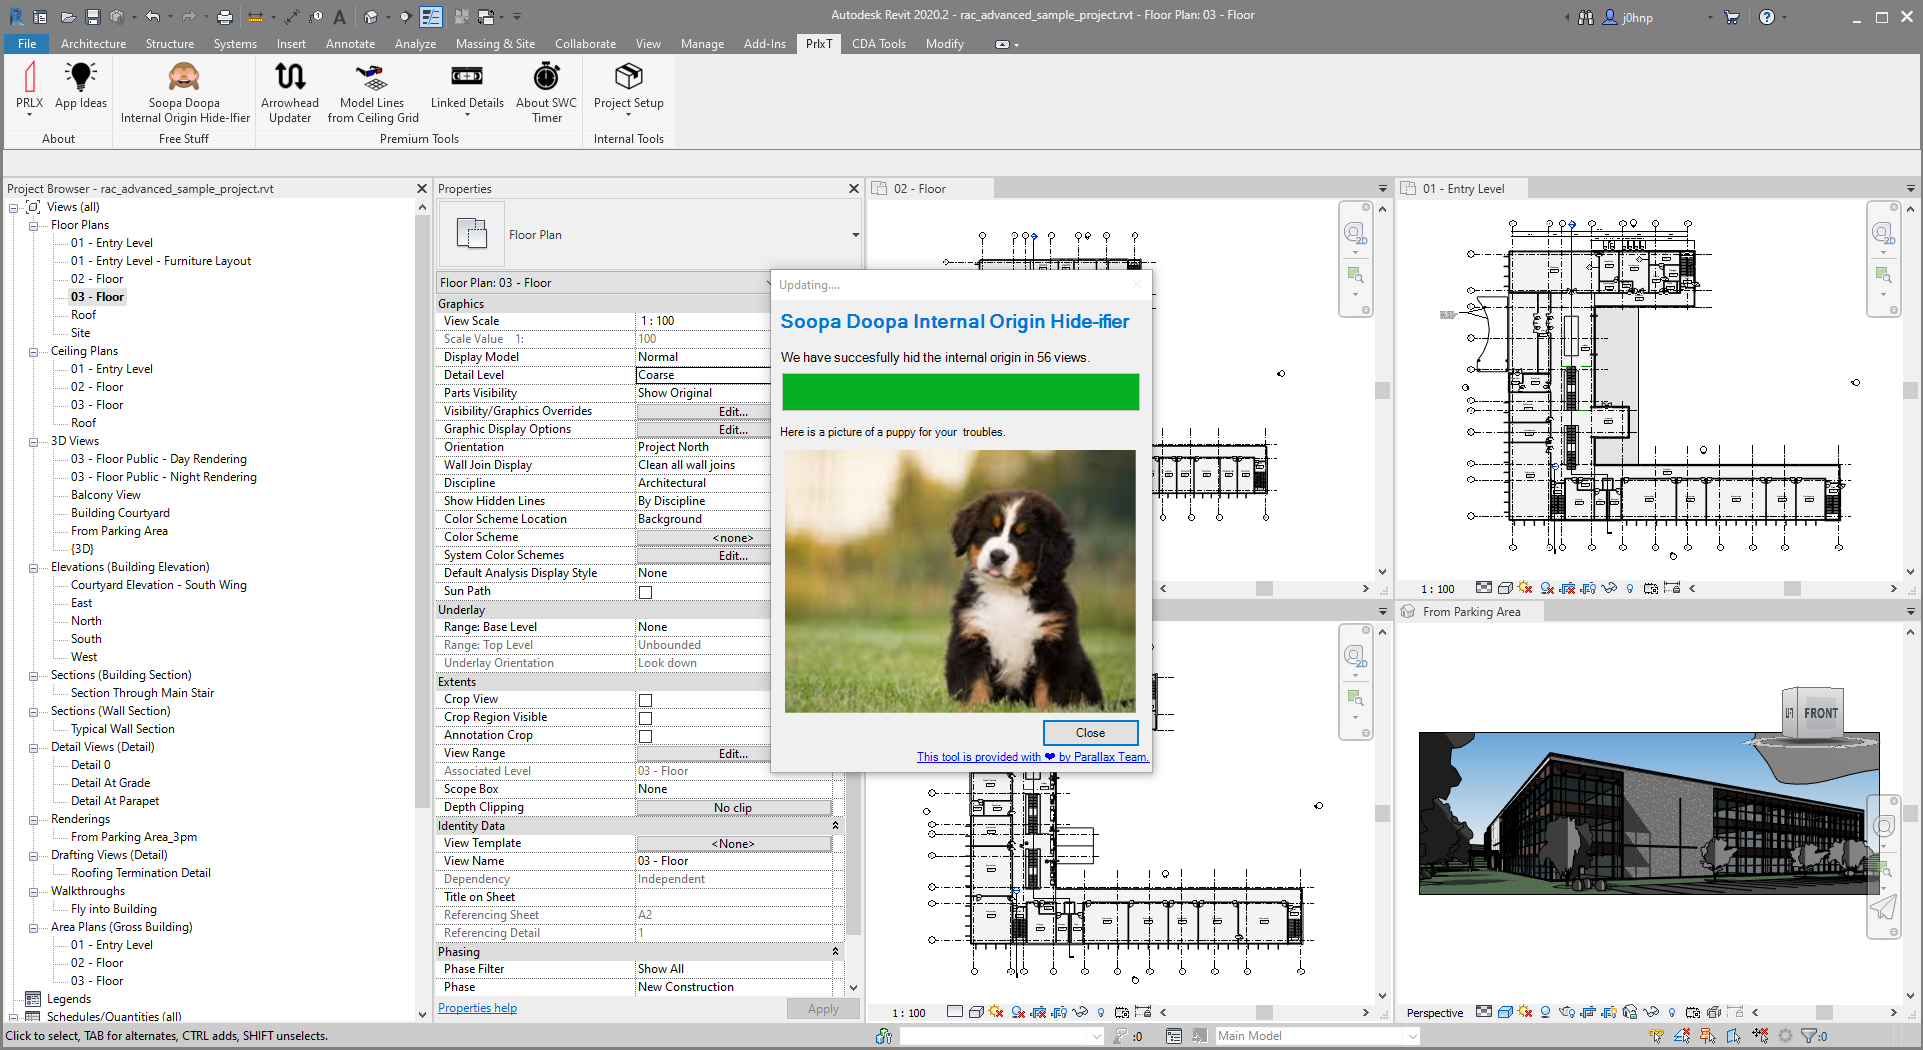 Autodesk Revit 2020.2 - rac_advanced_sample_project.rvt - Floor Plan: 03 - Floor
j0hnp
File Architecture Structure Systems Insert Annotate Analyze Massing & Site Collaborate View Manage Add-Ins PrlxT CDA Tools Modify
PRLX
App Ideas
Soopa Doopa
Internal Origin Hide-Ifier
Arrowhead
Updater
Model Lines
from Ceiling Grid
Linked Details
About SWC
Timer
Project Setup
About
Free Stuff
Premium Tools
Internal Tools
Project Browser - rac_advanced_sample_project.rvt
Views (all)
Floor Plans
01 - Entry Level
01 - Entry Level - Furniture Layout
02 - Floor
03 - Floor
Roof
Site
Ceiling Plans
01 - Entry Level
02 - Floor
03 - Floor
Roof
3D Views
03 - Floor Public - Day Rendering
03 - Floor Public - Night Rendering
Balcony View
Building Courtyard
From Parking Area
{3D}
Elevations (Building Elevation)
Courtyard Elevation - South Wing
East
North
South
West
Sections (Building Section)
Section Through Main Stair
Sections (Wall Section)
Typical Wall Section
Detail Views (Detail)
Detail 0
Detail At Grade
Detail At Parapet
Renderings
From Parking Area_3pm
Drafting Views (Detail)
Roofing Termination Detail
Walkthroughs
Fly into Building
Area Plans (Gross Building)
01 - Entry Level
02 - Floor
03 - Floor
Legends
Schedules/Quantities (all)
Properties
Floor Plan
Floor Plan: 03 - Floor
Graphics
View Scale 1 : 100
Scale Value 1: 100
Display Model Normal
Detail Level Coarse
Parts Visibility Show Original
Visibility/Graphics Overrides Edit...
Graphic Display Options Edit...
Orientation Project North
Wall Join Display Clean all wall joins
Discipline Architectural
Show Hidden Lines By Discipline
Color Scheme Location Background
Color Scheme <none>
System Color Schemes Edit...
Default Analysis Display Style None
Sun Path
Underlay
Range: Base Level None
Range: Top Level Unbounded
Underlay Orientation Look down
Extents
Crop View
Crop Region Visible
Annotation Crop
View Range Edit...
Associated Level 03 - Floor
Scope Box None
Depth Clipping No clip
Identity Data
View Template <None>
View Name 03 - Floor
Dependency Independent
Title on Sheet
Referencing Sheet A2
Referencing Detail 1
Phasing
Phase Filter Show All
Phase New Construction
Properties help
Apply
02 - Floor
2D
Updating....
Soopa Doopa Internal Origin Hide-ifier
We have succesfully hid the internal origin in 56 views.
Here is a picture of a puppy for your troubles.
Close
This tool is provided with ❤ by Parallax Team.
01 - Entry Level
2D
1 : 100
2D
1 : 100
From Parking Area
FRONT
Perspective
Click to select, TAB for alternates, CTRL adds, SHIFT unselects.
:0
Main Model
:0